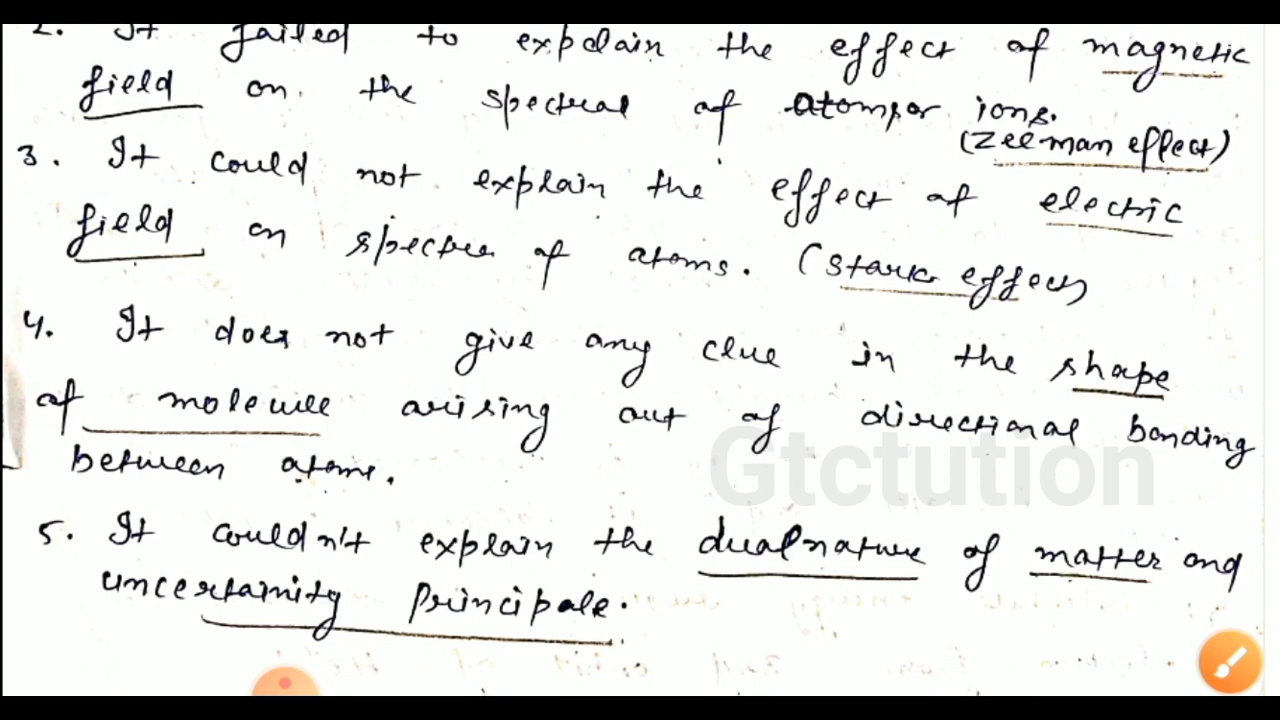 2. It failed to explain the effect of magnetic
field on the spectral of atoms or ions.
(Zeeman effect)
3. It could not explain the effect of electric
field on spectra of atoms. (Stark effect)
4. It does not give any clue in the shape
of molecule arising out of directional bonding
between atoms.
Gtctution
5. It couldn't explain the dual nature of matter and
uncertainity Principale.